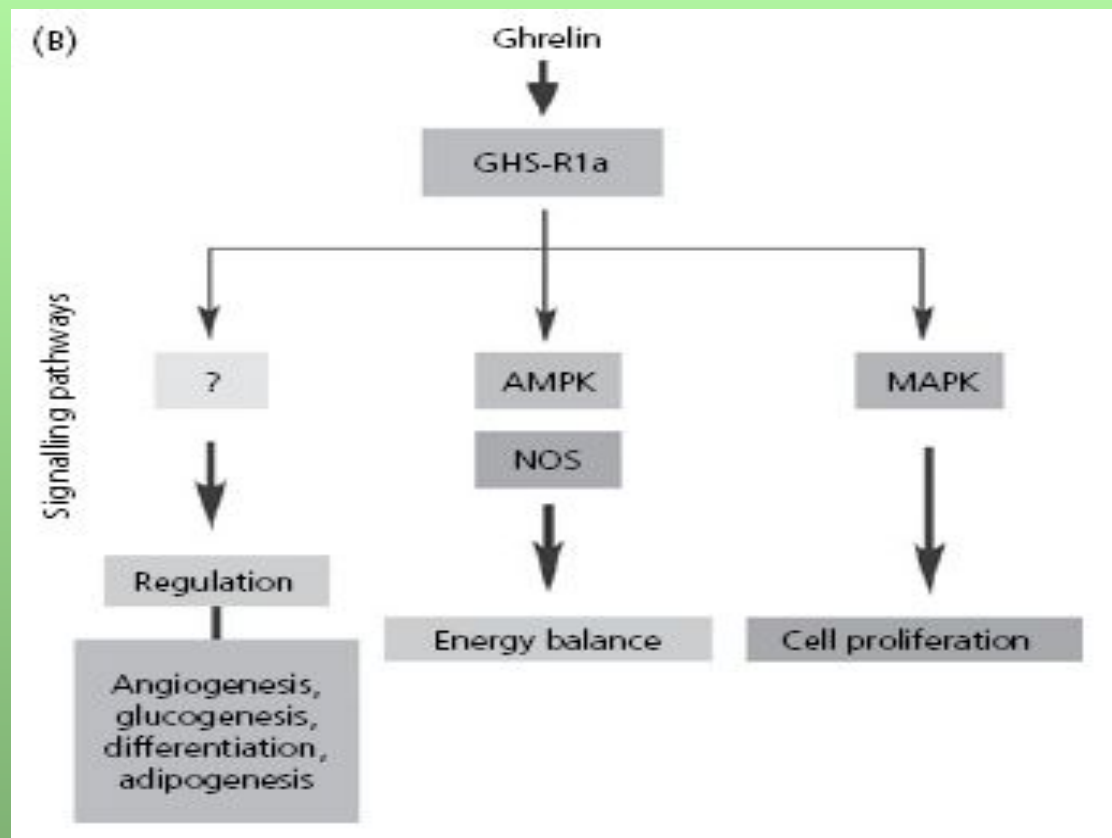 (B)
Ghrelin
GHS-R1a
Signalling pathways
?
AMPK
MAPK
NOS
Regulation
Energy balance
Cell proliferation
Angiogenesis,
glucogenesis,
differentiation,
adipogenesis